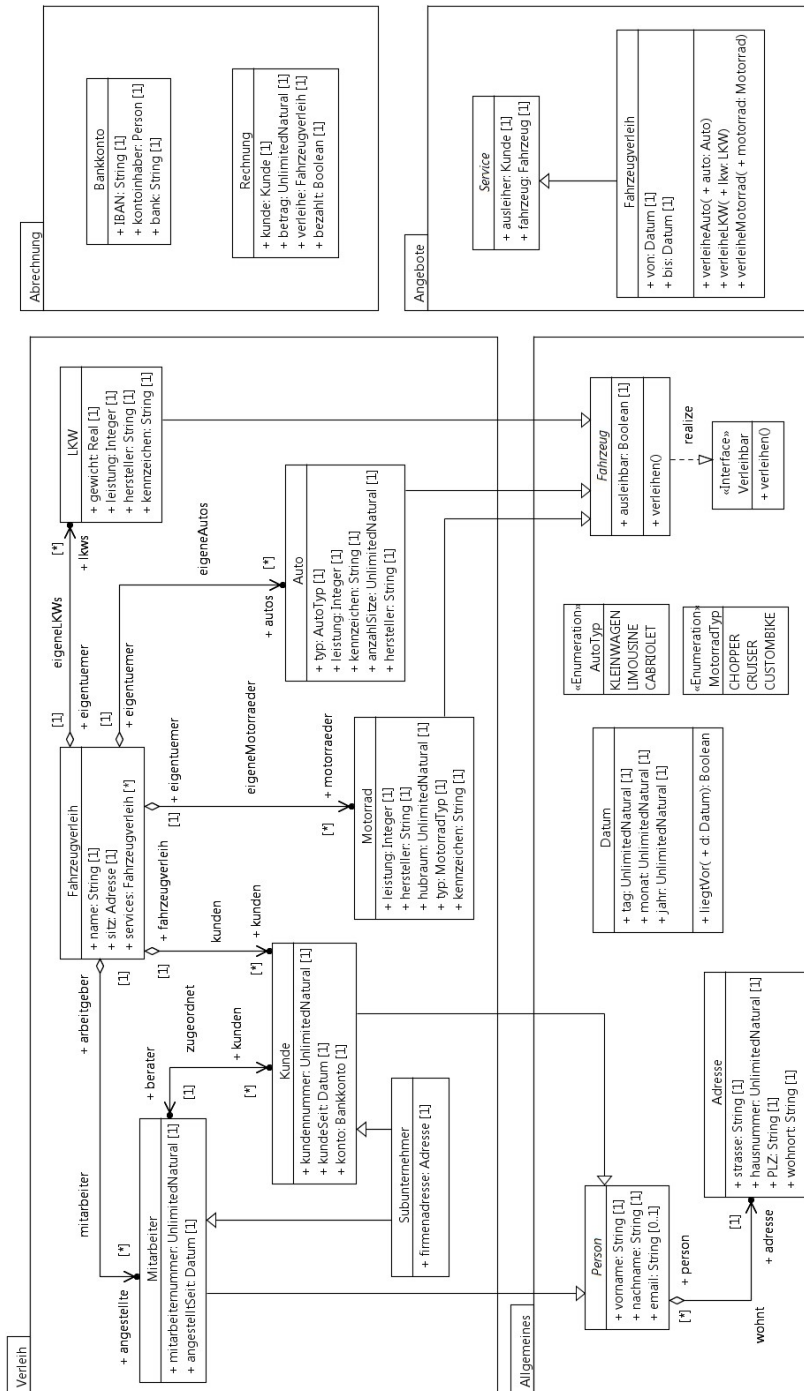 Verleih
Fahrzeugverleih
+ name: String [1]
+ sitz: Adresse [1]
+ services: Fahrzeugverleih [*]
+ arbeitgeber
[1]
mitarbeiter
[*]
+ angestellte
[1]
+ fahrzeugverleih
kunden
[*]
+ kunden
[1]
+ eigentuemer
eigeneMotorraeder
[*]
+ motorraeder
[1]
+ eigentuemer
eigeneAutos
+ autos
[*]
[1]
+ eigentuemer
eigeneLKWs
[*]
+ lkws
LKW
+ gewicht: Real [1]
+ leistung: Integer [1]
+ hersteller: String [1]
+ kennzeichen: String [1]
Mitarbeiter
+ mitarbeiternummer: UnlimitedNatural [1]
+ angestelltSeit: Datum [1]
+ berater
[1]
zugeordnet
[*]
+ kunden
Kunde
+ kundennummer: UnlimitedNatural [1]
+ kundeSeit: Datum [1]
+ konto: Bankkonto [1]
Motorrad
+ leistung: Integer [1]
+ hersteller: String [1]
+ hubraum: UnlimitedNatural [1]
+ typ: MotorradTyp [1]
+ kennzeichen: String [1]
Auto
+ typ: AutoTyp [1]
+ leistung: Integer [1]
+ kennzeichen: String [1]
+ anzahlSitze: UnlimitedNatural [1]
+ hersteller: String [1]
Subunternehmer
+ firmenadresse: Adresse [1]
Abrechnung
Bankkonto
+ IBAN: String [1]
+ kontoinhaber: Person [1]
+ bank: String [1]
Rechnung
+ kunde: Kunde [1]
+ betrag: UnlimitedNatural [1]
+ verleihe: Fahrzeugverleih [1]
+ bezahlt: Boolean [1]
Allgemeines
Person
+ vorname: String [1]
+ nachname: String [1]
+ email: String [0..1]
[*]
+ person
wohnt
[1]
+ adresse
Adresse
+ strasse: String [1]
+ hausnummer: UnlimitedNatural [1]
+ PLZ: String [1]
+ wohnort: String [1]
Datum
+ tag: UnlimitedNatural [1]
+ monat: UnlimitedNatural [1]
+ jahr: UnlimitedNatural [1]
+ liegtVor( + d: Datum): Boolean
«Enumeration»
AutoTyp
KLEINWAGEN
LIMOUSINE
CABRIOLET
«Enumeration»
MotorradTyp
CHOPPER
CRUISER
CUSTOMBIKE
Fahrzeug
+ ausleihbar: Boolean [1]
+ verleihen()
realize
«Interface»
Verleihbar
+ verleihen()
Angebote
Service
+ ausleiher: Kunde [1]
+ fahrzeug: Fahrzeug [1]
Fahrzeugverleih
+ von: Datum [1]
+ bis: Datum [1]
+ verleiheAuto( + auto: Auto)
+ verleiheLKW( + lkw: LKW)
+ verleiheMotorrad( + motorrad: Motorrad)